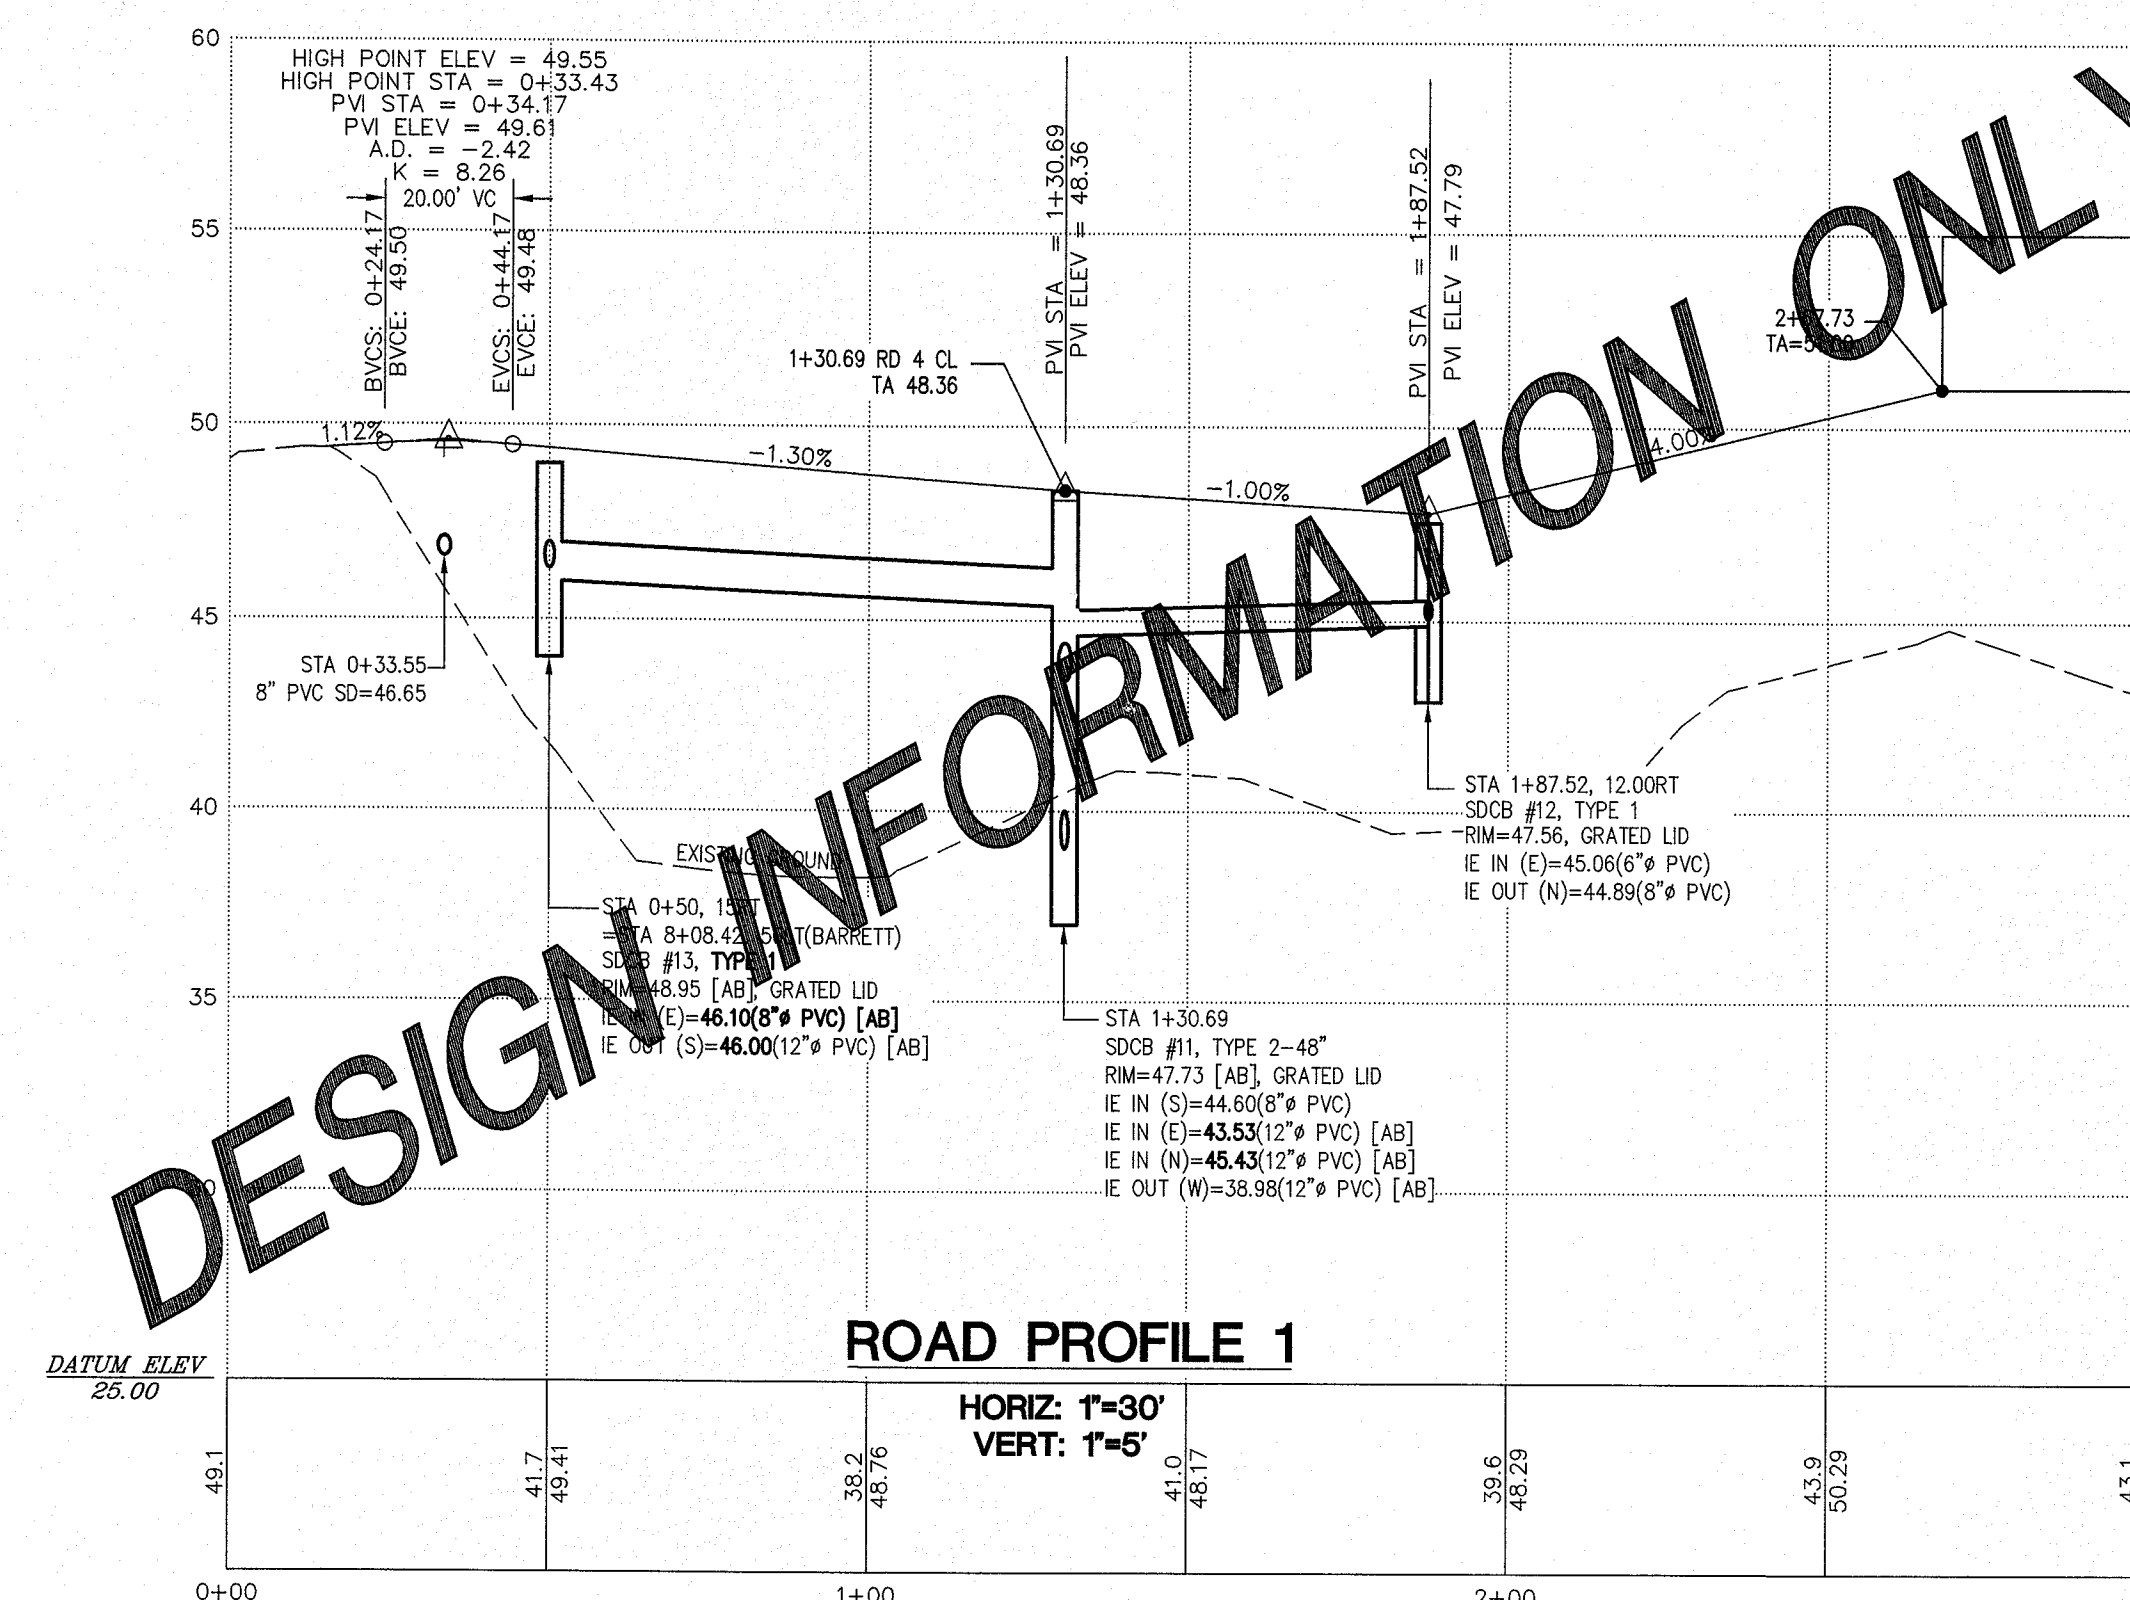 60
HIGH POINT ELEV = 49.55
HIGH POINT STA = 0+33.43
PVI STA = 0+34.17
PVI ELEV = 49.61
A.D. = -2.42
K = 8.26
20.00' VC
55
BVCS: 0+24.17
BVCE: 49.50
EVCS: 0+44.17
EVCE: 49.48
PVI STA = 1+30.69
PVI ELEV = 48.36
PVI STA = 1+87.52
PVI ELEV = 47.79
1+30.69 RD 4 CL
TA 48.36
50
1.12%
-1.30%
-1.00%
4.00%
45
STA 0+33.55
8" PVC SD=46.65
40
STA 1+87.52, 12.00RT
SDCB #12, TYPE 1
RIM=47.56, GRATED LID
IE IN (E)=45.06(6"ø PVC)
IE OUT (N)=44.89(8"ø PVC)
EXISTING GROUND
STA 0+50,
=STA 8+08.42
(BARRETT)
SDCB #13, TYPE 1
RIM=48.95 [AB], GRATED LID
IE IN (E)=46.10(8"ø PVC) [AB]
IE OUT (S)=46.00(12"ø PVC) [AB]
35
STA 1+30.69
SDCB #11, TYPE 2-48"
RIM=47.73 [AB], GRATED LID
IE IN (S)=44.60(8"ø PVC)
IE IN (E)=43.53(12"ø PVC) [AB]
IE IN (N)=45.43(12"ø PVC) [AB]
IE OUT (W)=38.98(12"ø PVC) [AB]
DESIGN INFORMATION ONLY
ROAD PROFILE 1
HORIZ: 1"=30'
VERT: 1"=5'
DATUM ELEV
25.00
49.1
41.7
49.41
38.2
48.76
41.0
48.17
39.6
48.29
43.9
50.29
43.1
0+00
1+00
2+00